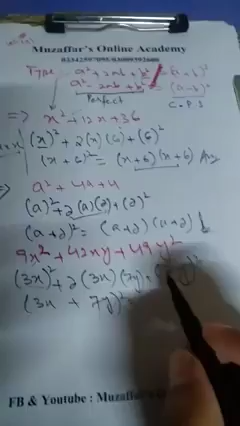 Muzaffar's Online Academy
Type a² + 2ab + b² = (a+b)²
a² - 2ab + b² = (a-b)²
Perfect C.P.S
⇒ x² + 12x + 36
(x)² + 2(x)(6) + (6)²
(x + 6)² = (x+6)(x+6) Ans
⇒ a² + 4a + 4
(a)² + 2(a)(2) + (2)²
(a+2)² = (a+2)(a+2)
9x² + 42xy + 49y²
(3x)² + 2(3x)(7y) +
(3x + 7y)²
FB & Youtube : Muzaffar's